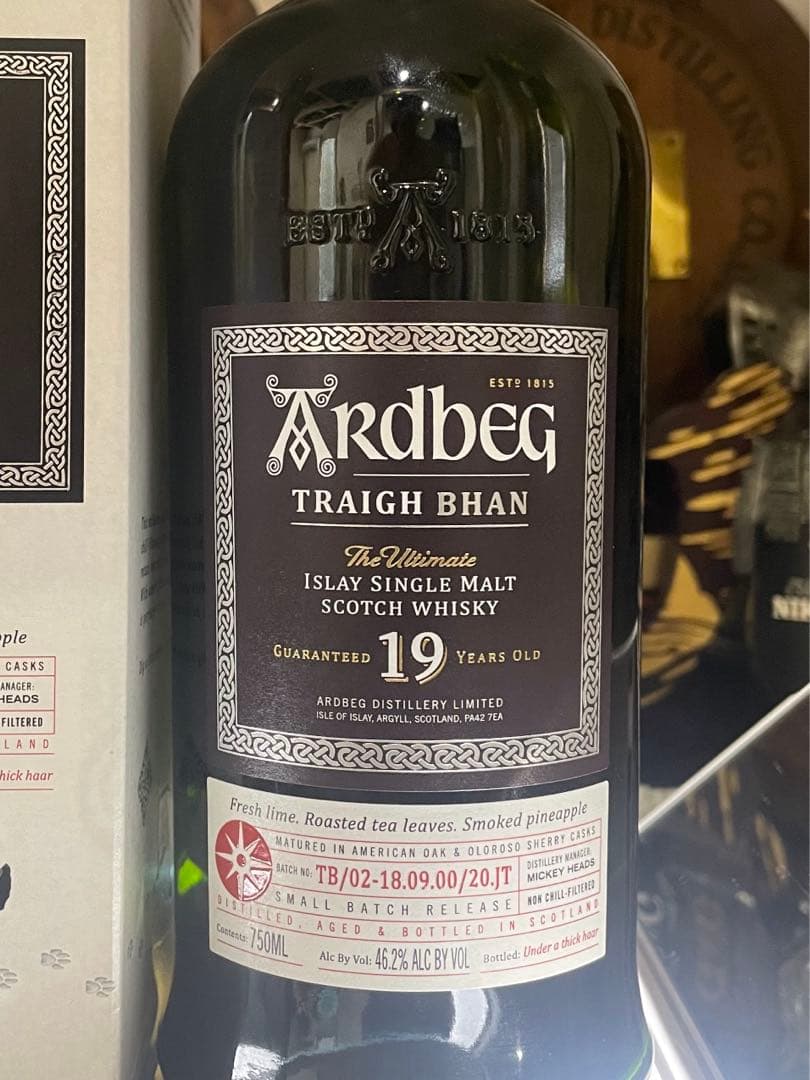 DISTILLING CO.
ESTD 1815
ESTD 1815
ARDBEG
TRAIGH BHAN
The Ultimate
ISLAY SINGLE MALT
SCOTCH WHISKY
GUARANTEED 19 YEARS OLD
ARDBEG DISTILLERY LIMITED
ISLE OF ISLAY, ARGYLL, SCOTLAND, PA42 7EA
Fresh lime. Roasted tea leaves. Smoked pineapple
MATURED IN AMERICAN OAK & OLOROSO SHERRY CASKS
BATCH NO: TB/02-18.09.00/20.JT
DISTILLERY MANAGER:
MICKEY HEADS
SMALL BATCH RELEASE
NON CHILL-FILTERED
DISTILLED, AGED & BOTTLED IN SCOTLAND
Contents: 750ML
Alc By Vol: 46.2% ALC BY VOL
Bottled: Under a thick haar
pple
CASKS
ANAGER:
HEADS
FILTERED
LAND
hick haar